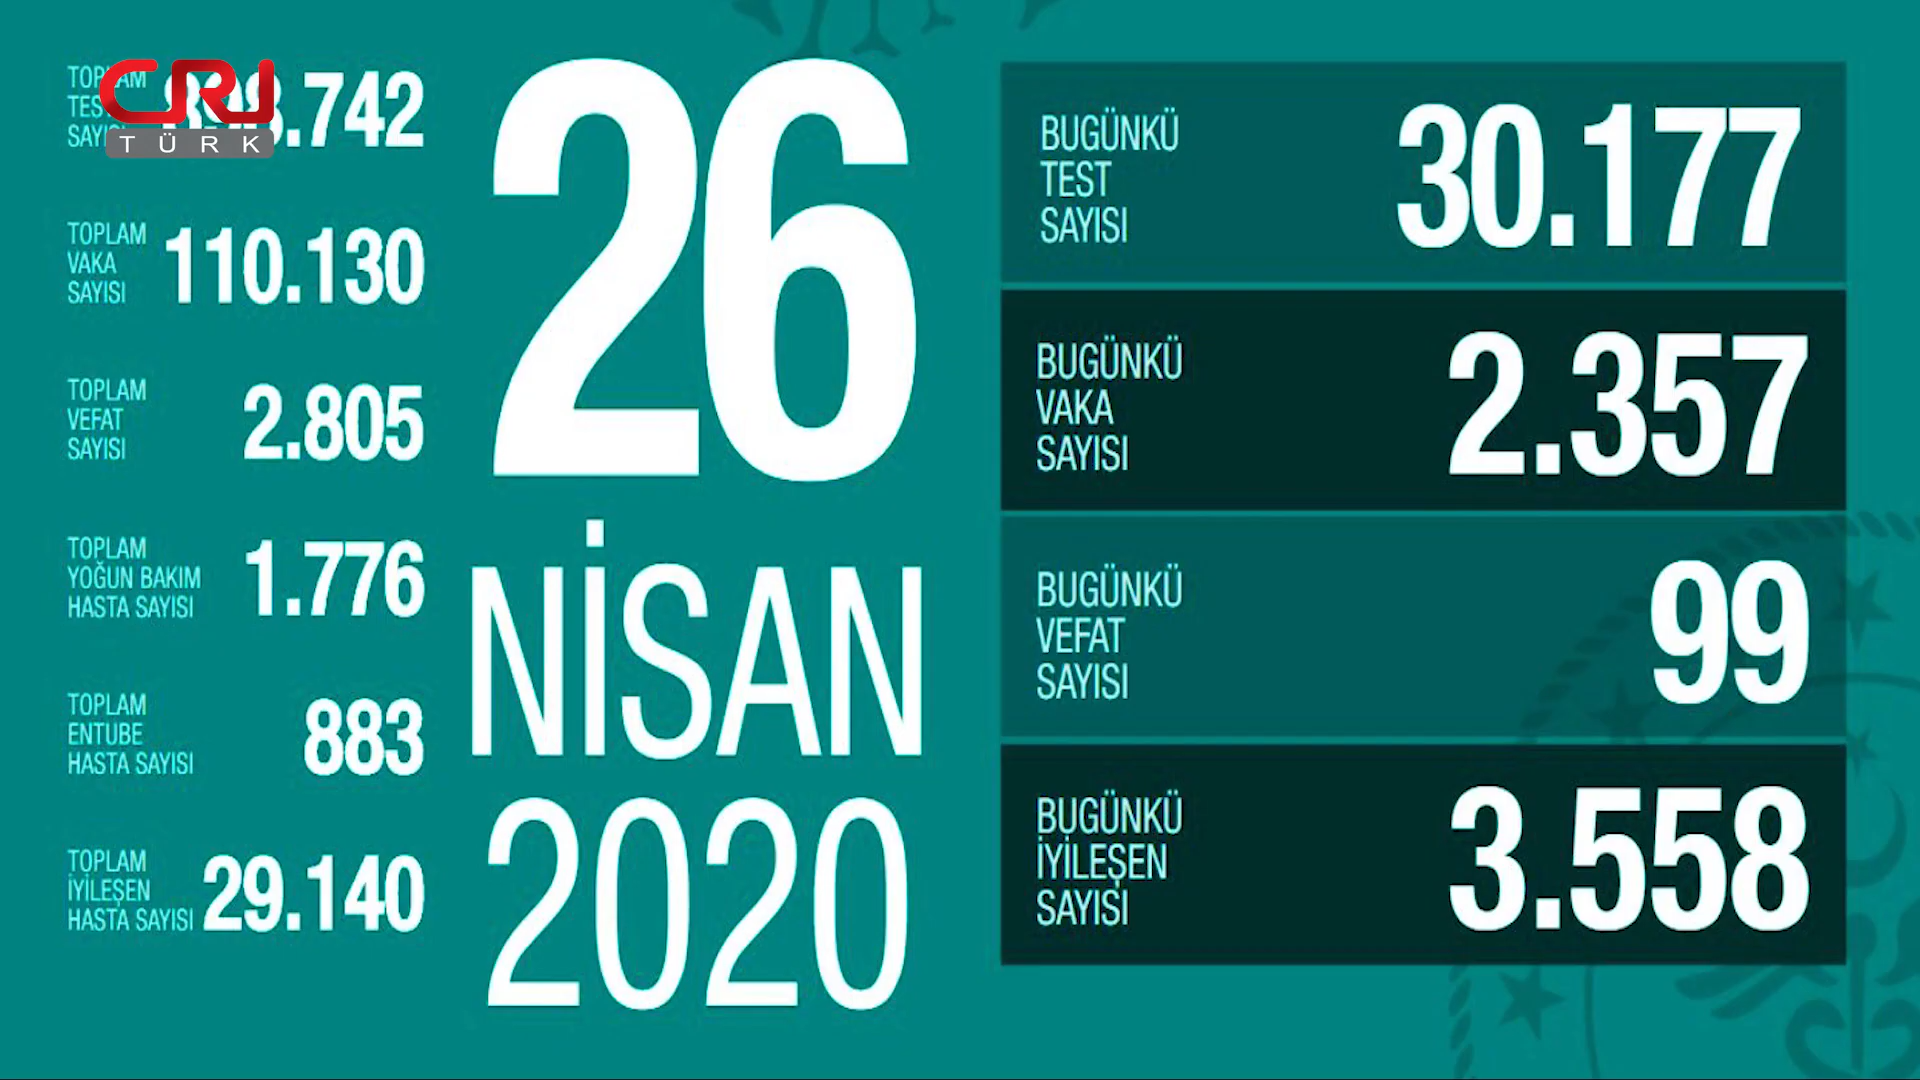 CRI
TÜRK
TOPLAM
TEST
SAYISI
TOPLAM
VAKA
SAYISI
110.130
TOPLAM
VEFAT
SAYISI
2.805
TOPLAM
YOĞUN BAKIM
HASTA SAYISI
1.776
TOPLAM
ENTUBE
HASTA SAYISI
883
TOPLAM
İYİLEŞEN
HASTA SAYISI
29.140
26
NİSAN
2020
BUGÜNKÜ
TEST
SAYISI
30.177
BUGÜNKÜ
VAKA
SAYISI
2.357
BUGÜNKÜ
VEFAT
SAYISI
99
BUGÜNKÜ
İYİLEŞEN
SAYISI
3.558